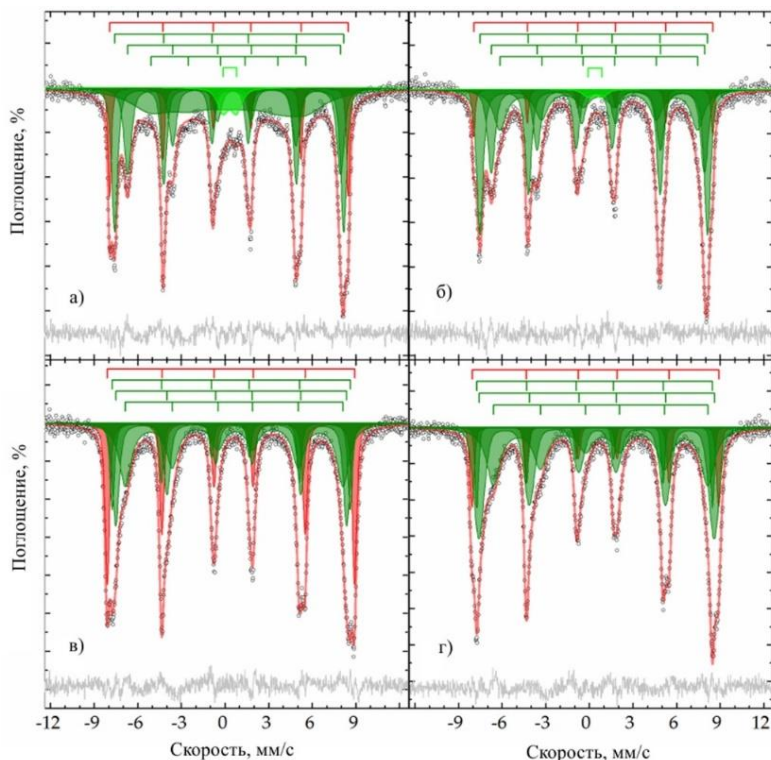 Поглощение, %
а)
б)
Поглощение, %
в)
г)
-12 -9 -6 -3 0 3 6 9
-9 -6 -3 0 3 6 9 12
Скорость, мм/с
Скорость, мм/с